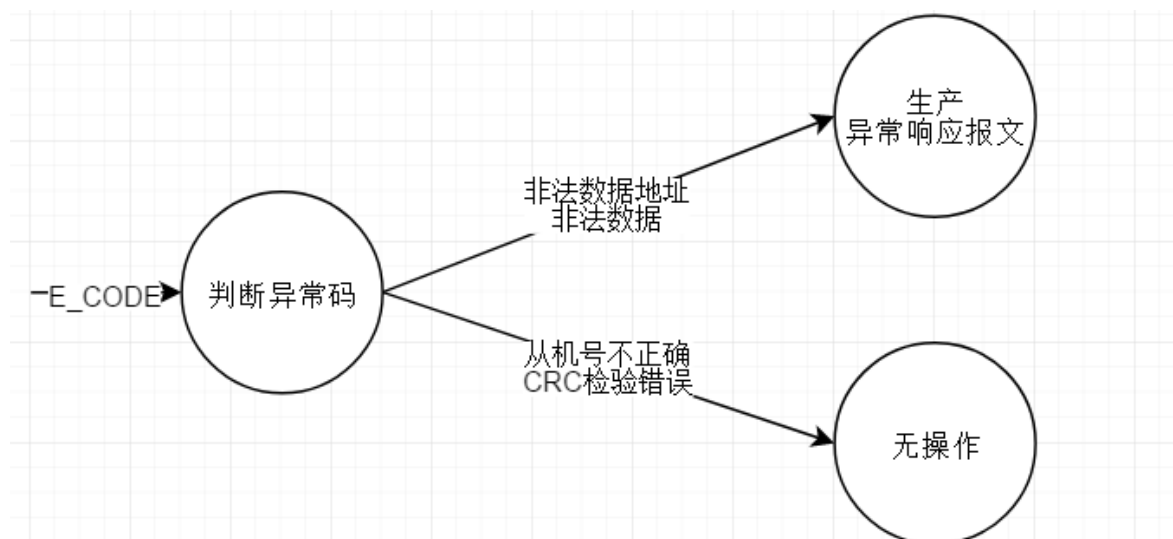 生产
异常响应报文
非法数据地址
非法数据
E_CODE
判断异常码
从机号不正确
CRC检验错误
无操作